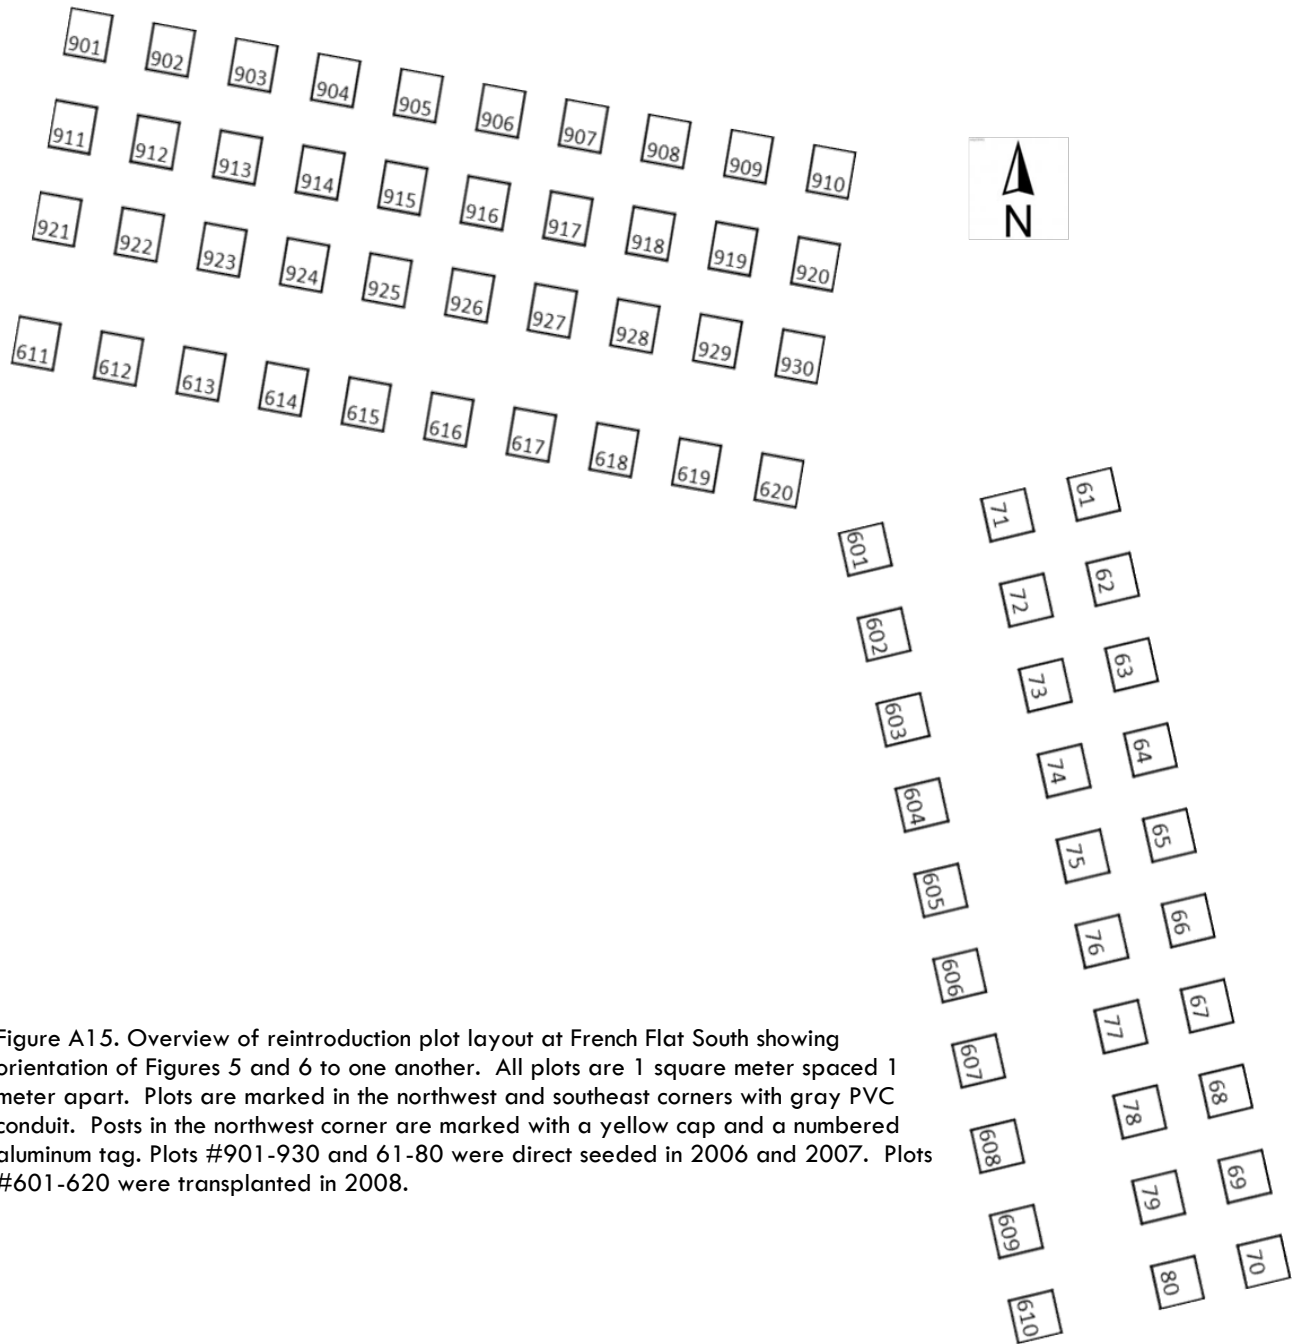 901 902 903 904 905 906 907 908 909 910
911 912 913 914 915 916 917 918 919 920
921 922 923 924 925 926 927 928 929 930
611 612 613 614 615 616 617 618 619 620
N
601 71 61
602 72 62
603 73 63
604 74 64
605 75 65
606 76 66
607 77 67
608 78 68
609 79 69
610 80 70
Figure A15. Overview of reintroduction plot layout at French Flat South showing
orientation of Figures 5 and 6 to one another. All plots are 1 square meter spaced 1
meter apart. Plots are marked in the northwest and southeast corners with gray PVC
conduit. Posts in the northwest corner are marked with a yellow cap and a numbered
aluminum tag. Plots #901-930 and 61-80 were direct seeded in 2006 and 2007. Plots
#601-620 were transplanted in 2008.